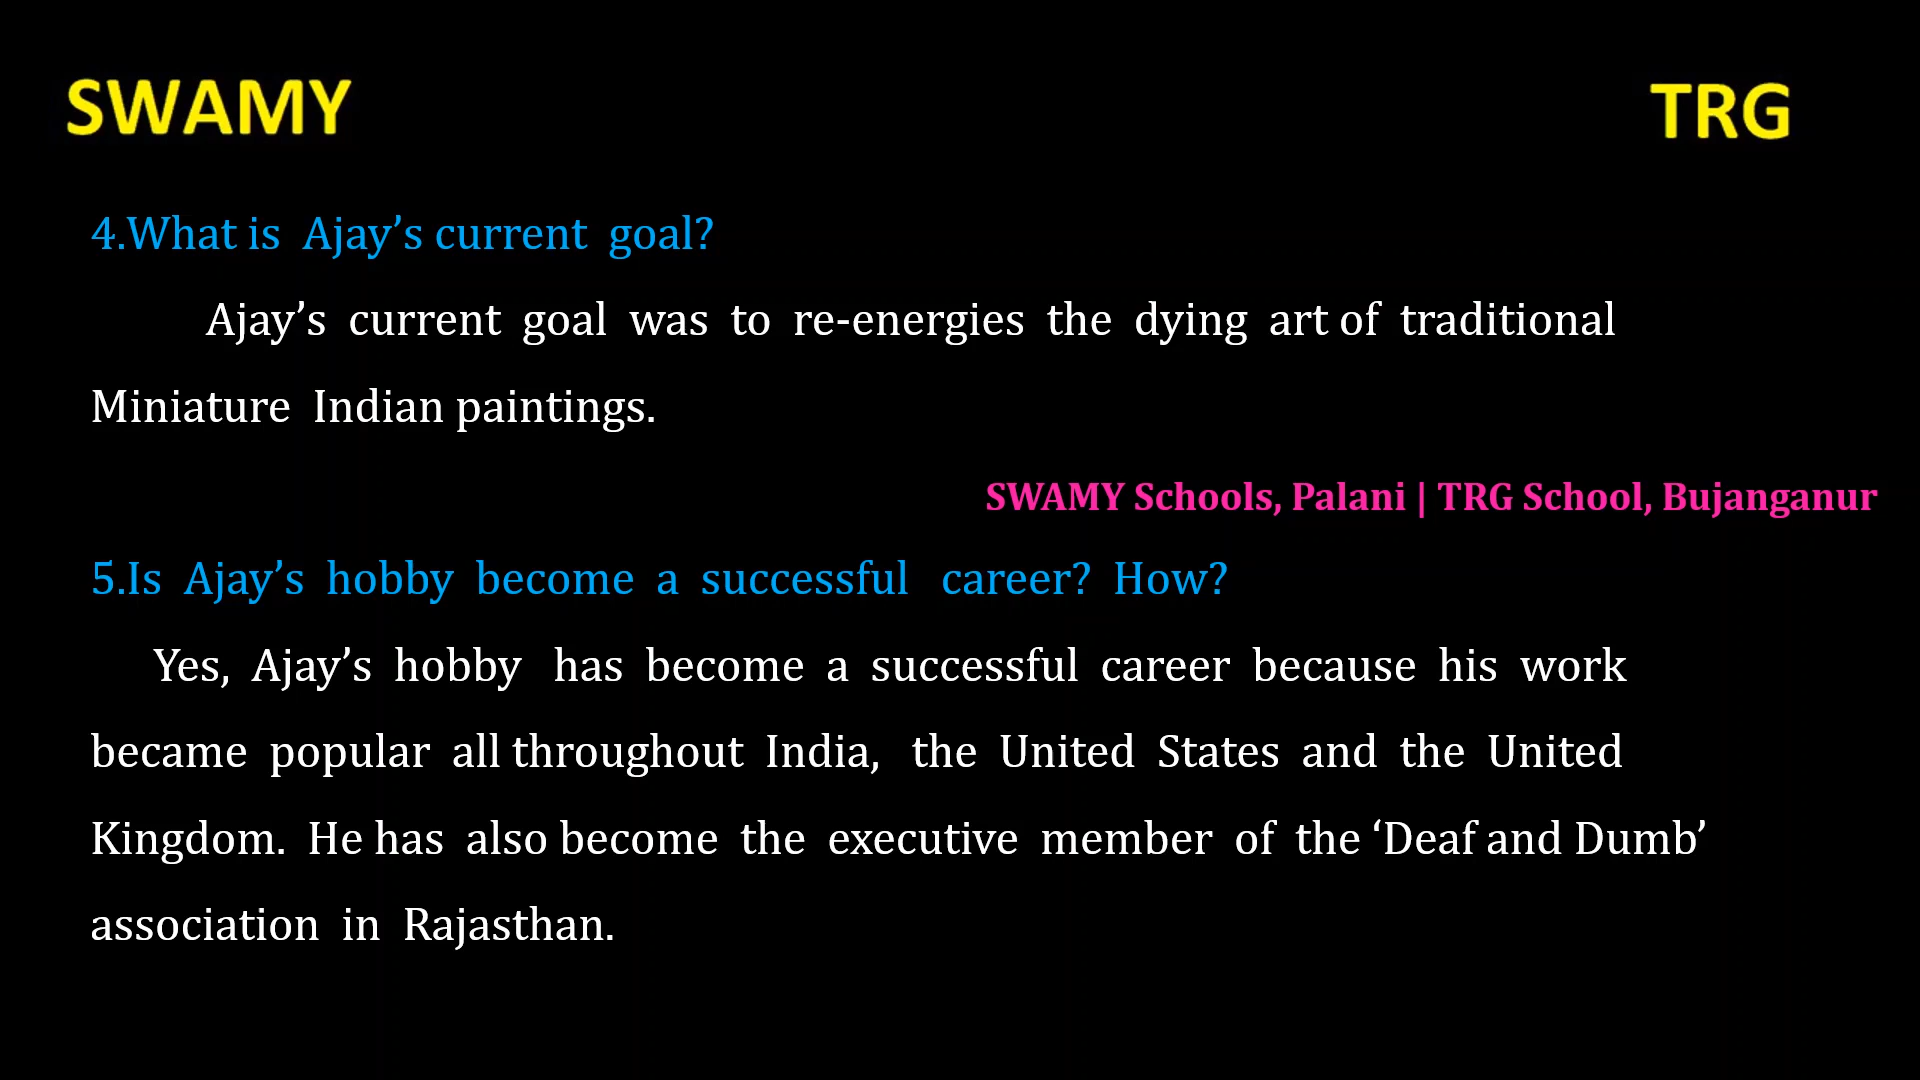 SWAMY
TRG
4.What is Ajay’s current goal?
Ajay’s current goal was to re-energies the dying art of traditional
Miniature Indian paintings.
SWAMY Schools, Palani | TRG School, Bujanganur
5.Is Ajay’s hobby become a successful career? How?
Yes, Ajay’s hobby has become a successful career because his work
became popular all throughout India, the United States and the United
Kingdom. He has also become the executive member of the ‘Deaf and Dumb’
association in Rajasthan.